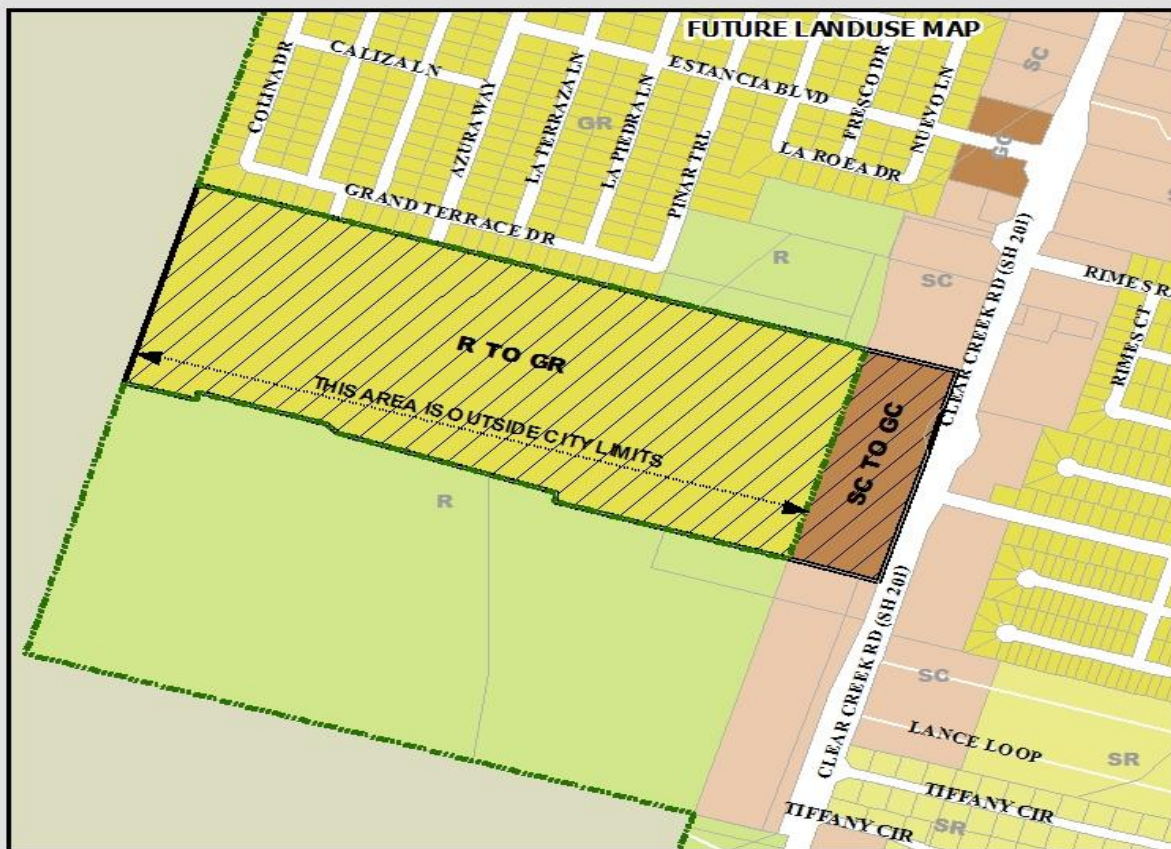 FUTURE LANDUSE MAP
COLINA DR
CALIZA LN
AZURA WAY
LA TERRAZA LN
LA PIEDRA LN
ESTANCIA BLVD
FRESCO DR
NUEVO LN
SC
GR
GC
LA ROEA DR
PINAR TRL
GRAND TERRACE DR
R
SC
CLEAR CREEK RD (SH 201)
RIMES R
RIMES CT
R TO GR
THIS AREA IS OUTSIDE CITY LIMITS
SC TO GC
R
CLEAR CREEK RD (SH 201)
SC
LANCE LOOP
SR
TIFFANY CIR
TIFFANY CIR
SR